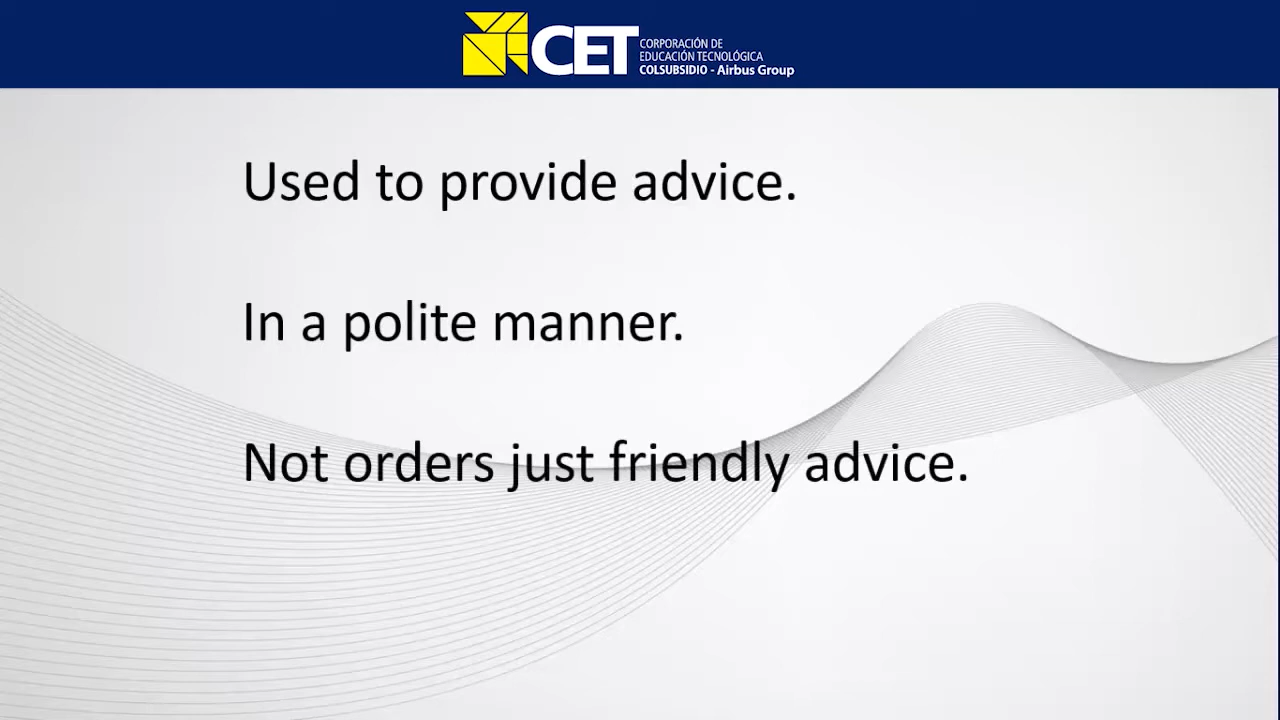 CET
CORPORACIÓN DE
EDUCACIÓN TECNOLÓGICA
COLSUBSIDIO - Airbus Group
Used to provide advice.
In a polite manner.
Not orders just friendly advice.